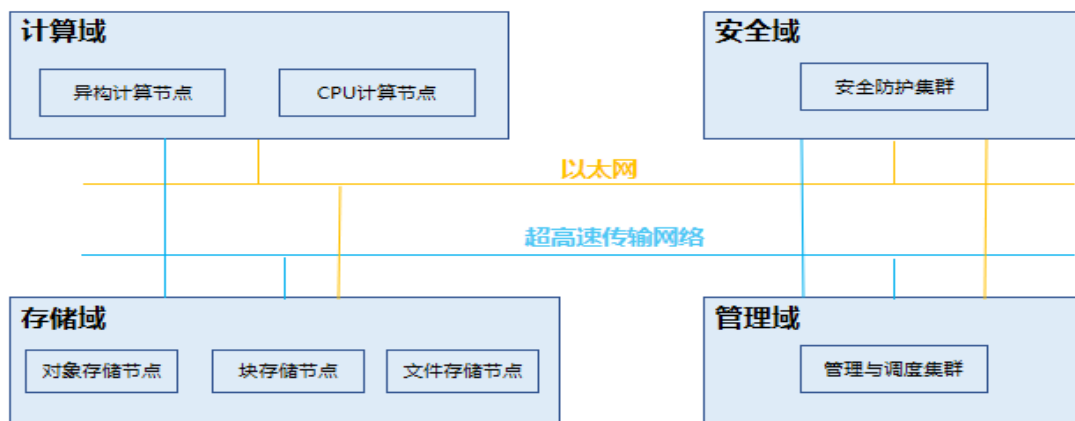 计算域
异构计算节点
CPU计算节点
安全域
安全防护集群
以太网
超高速传输网络
存储域
对象存储节点
块存储节点
文件存储节点
管理域
管理与调度集群